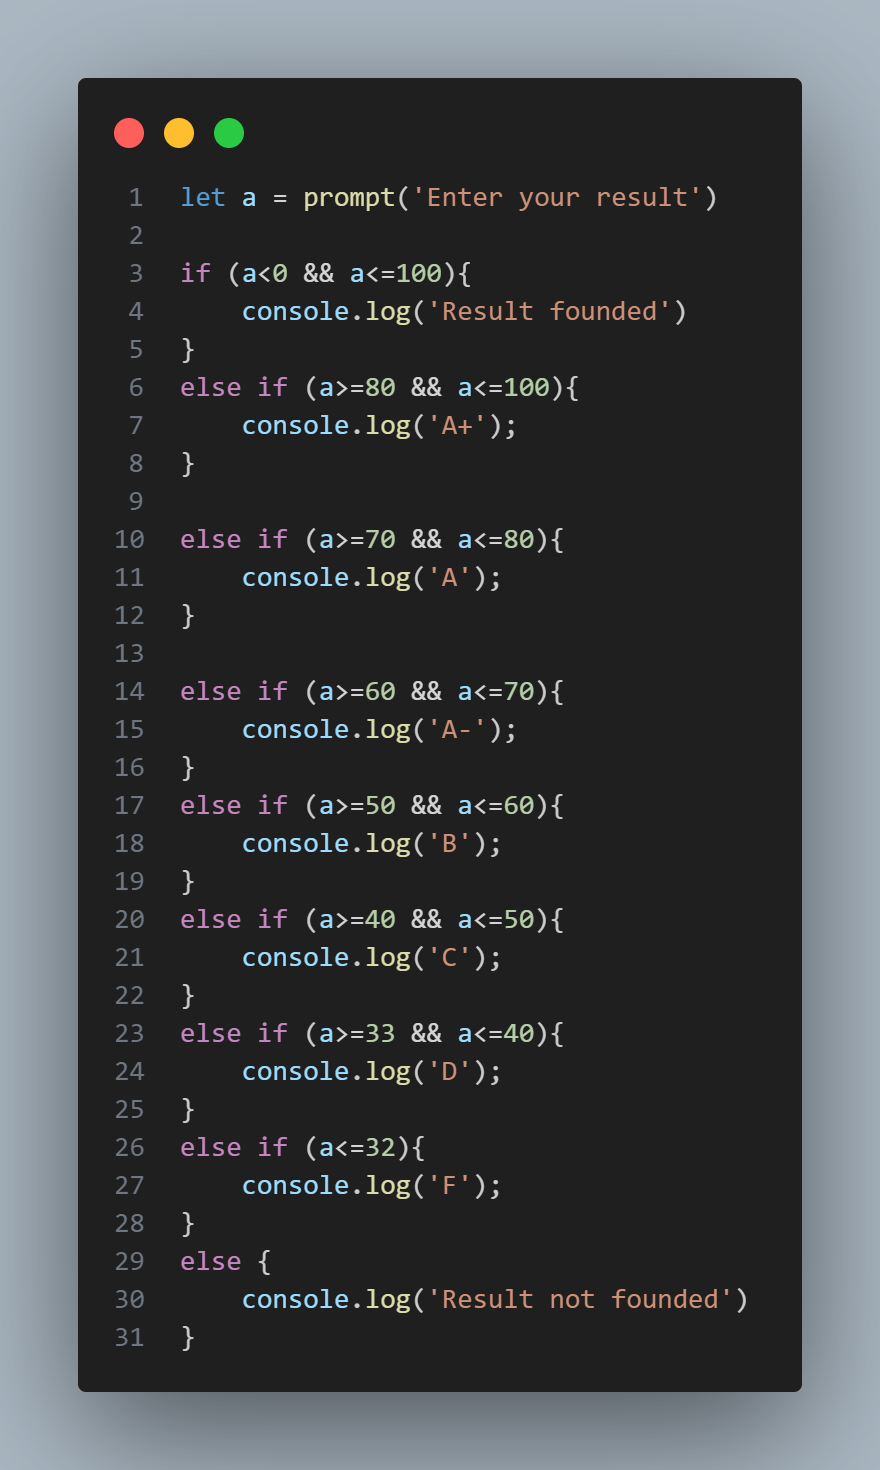 1 let a = prompt('Enter your result')
2
3 if (a<0 && a<=100){
4     console.log('Result founded')
5 }
6 else if (a>=80 && a<=100){
7     console.log('A+');
8 }
9
10 else if (a>=70 && a<=80){
11     console.log('A');
12 }
13
14 else if (a>=60 && a<=70){
15     console.log('A-');
16 }
17 else if (a>=50 && a<=60){
18     console.log('B');
19 }
20 else if (a>=40 && a<=50){
21     console.log('C');
22 }
23 else if (a>=33 && a<=40){
24     console.log('D');
25 }
26 else if (a<=32){
27     console.log('F');
28 }
29 else {
30     console.log('Result not founded')
31 }